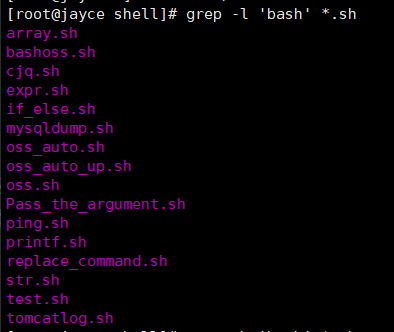 [root@jayce shell]# grep -l 'bash' *.sh
array.sh
bashoss.sh
cjq.sh
expr.sh
if_else.sh
mysqldump.sh
oss_auto.sh
oss_auto_up.sh
oss.sh
Pass_the_argument.sh
ping.sh
printf.sh
replace_command.sh
str.sh
test.sh
tomcatlog.sh